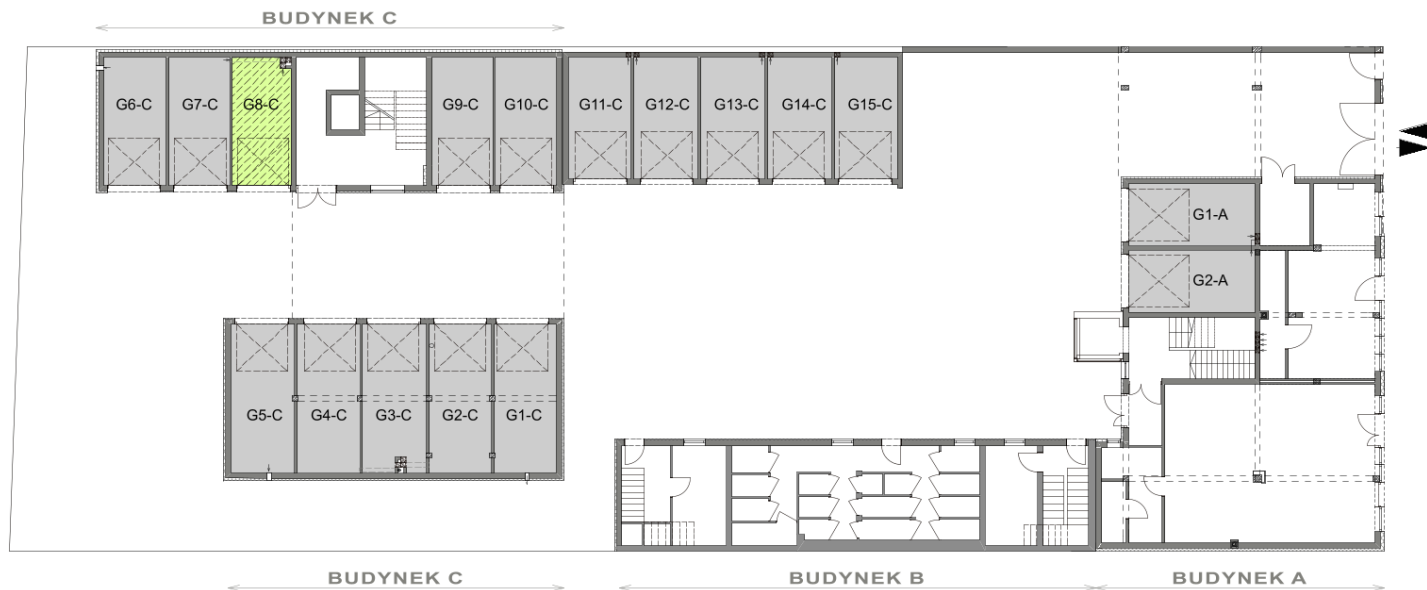 BUDYNEK C
G6-C G7-C G8-C G9-C G10-C G11-C G12-C G13-C G14-C G15-C
G1-A
G2-A
G5-C G4-C G3-C G2-C G1-C
BUDYNEK C BUDYNEK B BUDYNEK A